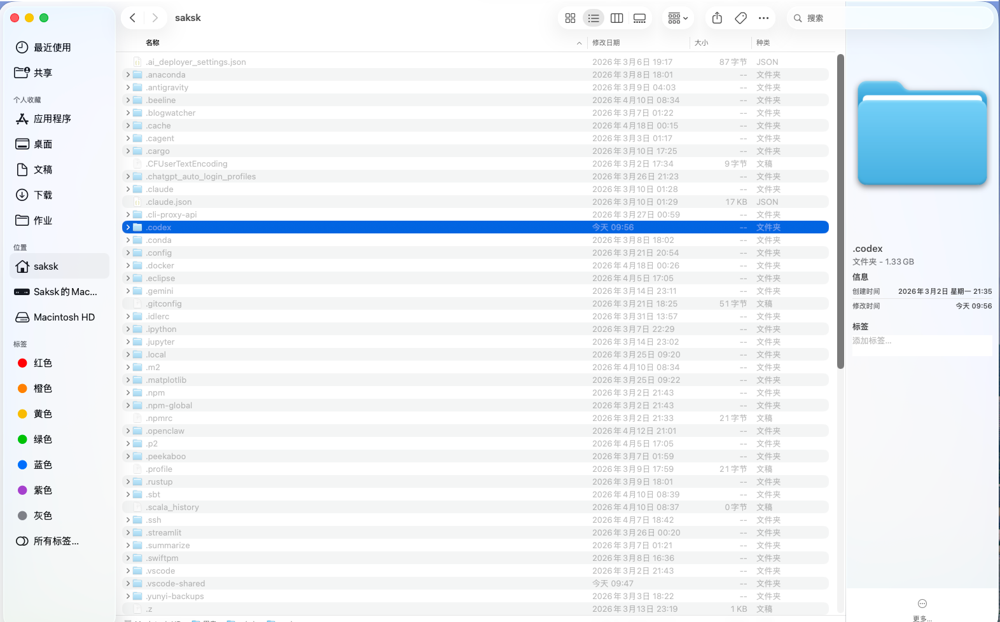 saksk
搜索
最近使用
共享
个人收藏
应用程序
桌面
文稿
下载
作业
位置
saksk
Saksk的Mac...
Macintosh HD
标签
红色
橙色
黄色
绿色
蓝色
紫色
灰色
所有标签...
名称 修改日期 大小 种类
.ai_deployer_settings.json 2026年3月6日 19:17 87字节 JSON
.anaconda 2026年3月8日 18:01 -- 文件夹
.antigravity 2026年3月9日 04:03 -- 文件夹
.beeline 2026年4月10日 08:34 -- 文件夹
.blogwatcher 2026年3月7日 01:22 -- 文件夹
.cache 2026年4月18日 00:15 -- 文件夹
.cagent 2026年3月3日 01:17 -- 文件夹
.cargo 2026年3月10日 17:25 -- 文件夹
.CFUserTextEncoding 2026年3月2日 17:34 9字节 文稿
.chatgpt_auto_login_profiles 2026年3月26日 21:23 -- 文件夹
.claude 2026年3月10日 01:28 -- 文件夹
.claude.json 2026年3月10日 01:29 17 KB JSON
.cli-proxy-api 2026年3月27日 00:59 -- 文件夹
.codex 今天 09:56 -- 文件夹
.conda 2026年3月8日 18:02 -- 文件夹
.config 2026年3月21日 20:54 -- 文件夹
.docker 2026年4月18日 00:26 -- 文件夹
.eclipse 2026年4月5日 17:05 -- 文件夹
.gemini 2026年3月14日 23:11 -- 文件夹
.gitconfig 2026年3月21日 18:25 51字节 文稿
.idlerc 2026年3月31日 13:57 -- 文件夹
.ipython 2026年3月7日 22:29 -- 文件夹
.jupyter 2026年3月14日 23:02 -- 文件夹
.local 2026年3月25日 09:20 -- 文件夹
.m2 2026年4月10日 08:34 -- 文件夹
.matplotlib 2026年3月25日 09:22 -- 文件夹
.npm 2026年3月2日 21:43 -- 文件夹
.npm-global 2026年3月2日 21:43 -- 文件夹
.npmrc 2026年3月2日 21:33 21字节 文稿
.openclaw 2026年4月12日 21:01 -- 文件夹
.p2 2026年4月5日 17:05 -- 文件夹
.peekaboo 2026年3月7日 01:59 -- 文件夹
.profile 2026年3月9日 17:59 21字节 文稿
.rustup 2026年3月9日 18:01 -- 文件夹
.sbt 2026年4月10日 08:39 -- 文件夹
.scala_history 2026年4月10日 08:37 0字节 文稿
.ssh 2026年4月7日 18:42 -- 文件夹
.streamlit 2026年3月26日 00:20 -- 文件夹
.summarize 2026年3月7日 01:21 -- 文件夹
.swiftpm 2026年3月8日 16:36 -- 文件夹
.vscode 2026年3月2日 21:43 -- 文件夹
.vscode-shared 今天 09:47 -- 文件夹
.yunyi-backups 2026年3月3日 18:22 -- 文件夹
.z 2026年3月13日 23:19 1 KB 文稿
.codex
文件夹 - 1.33 GB
信息
创建时间 2026年3月2日 星期一 21:35
修改时间 今天 09:56
标签
添加标签...
更多...